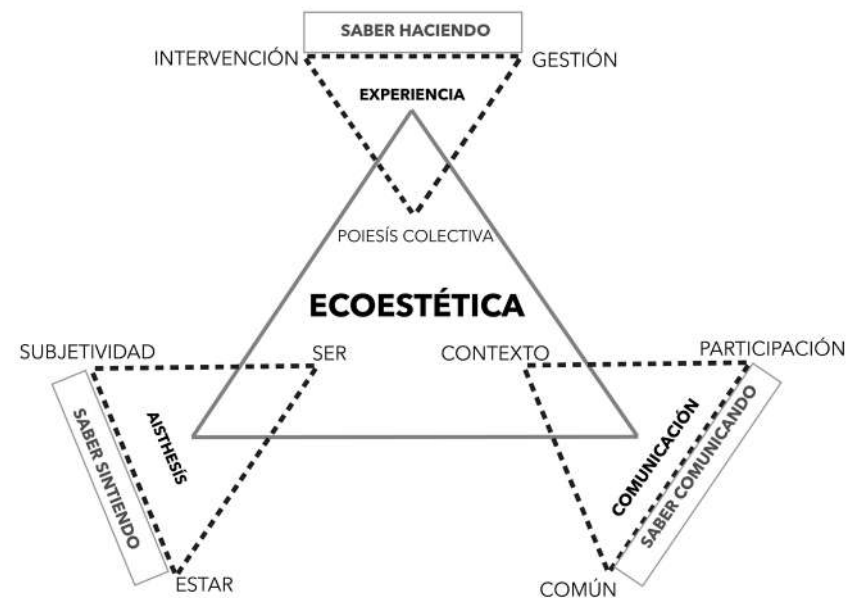 SABER HACIENDO
INTERVENCIÓN
GESTIÓN
EXPERIENCIA
POIESÍS COLECTIVA
ECOESTÉTICA
SUBJETIVIDAD
SER
CONTEXTO
PARTICIPACIÓN
SABER SINTIENDO
AISTHESÍS
COMUNICACIÓN
SABER COMUNICANDO
ESTAR
COMÚN